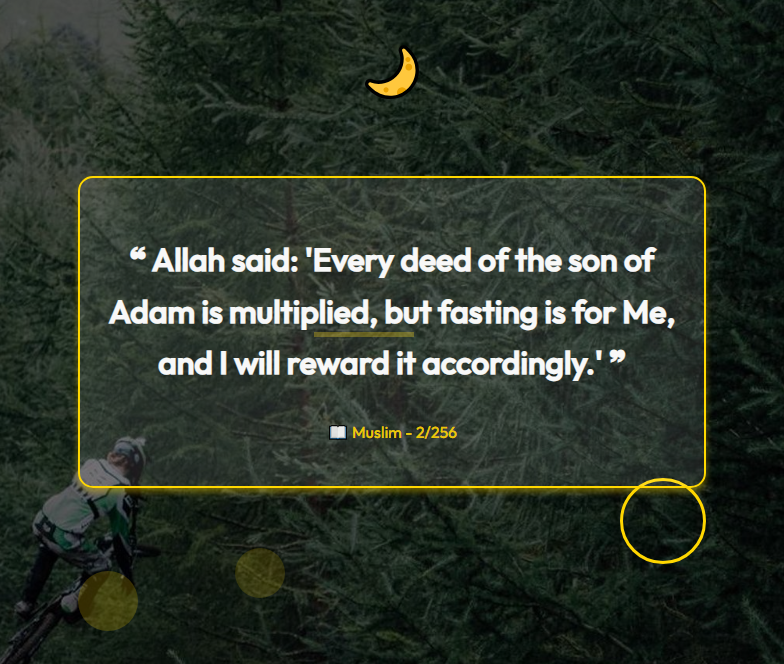 ❝ Allah said: 'Every deed of the son of
Adam is multiplied, but fasting is for Me,
and I will reward it accordingly.' ❞
📖 Muslim - 2/256